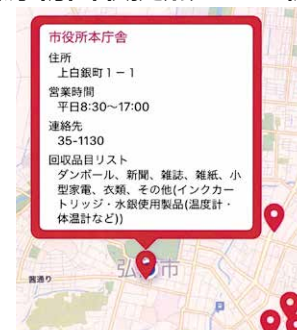 市役所本庁舎
住所
上白銀町1－1
営業時間
平日8:30～17:00
連絡先
35-1130
回収品目リスト
ダンボール、新聞、雑誌、雑紙、小
型家電、衣類、その他(インクカー
トリッジ・水銀使用製品(温度計・
体温計など))
弘
市
P